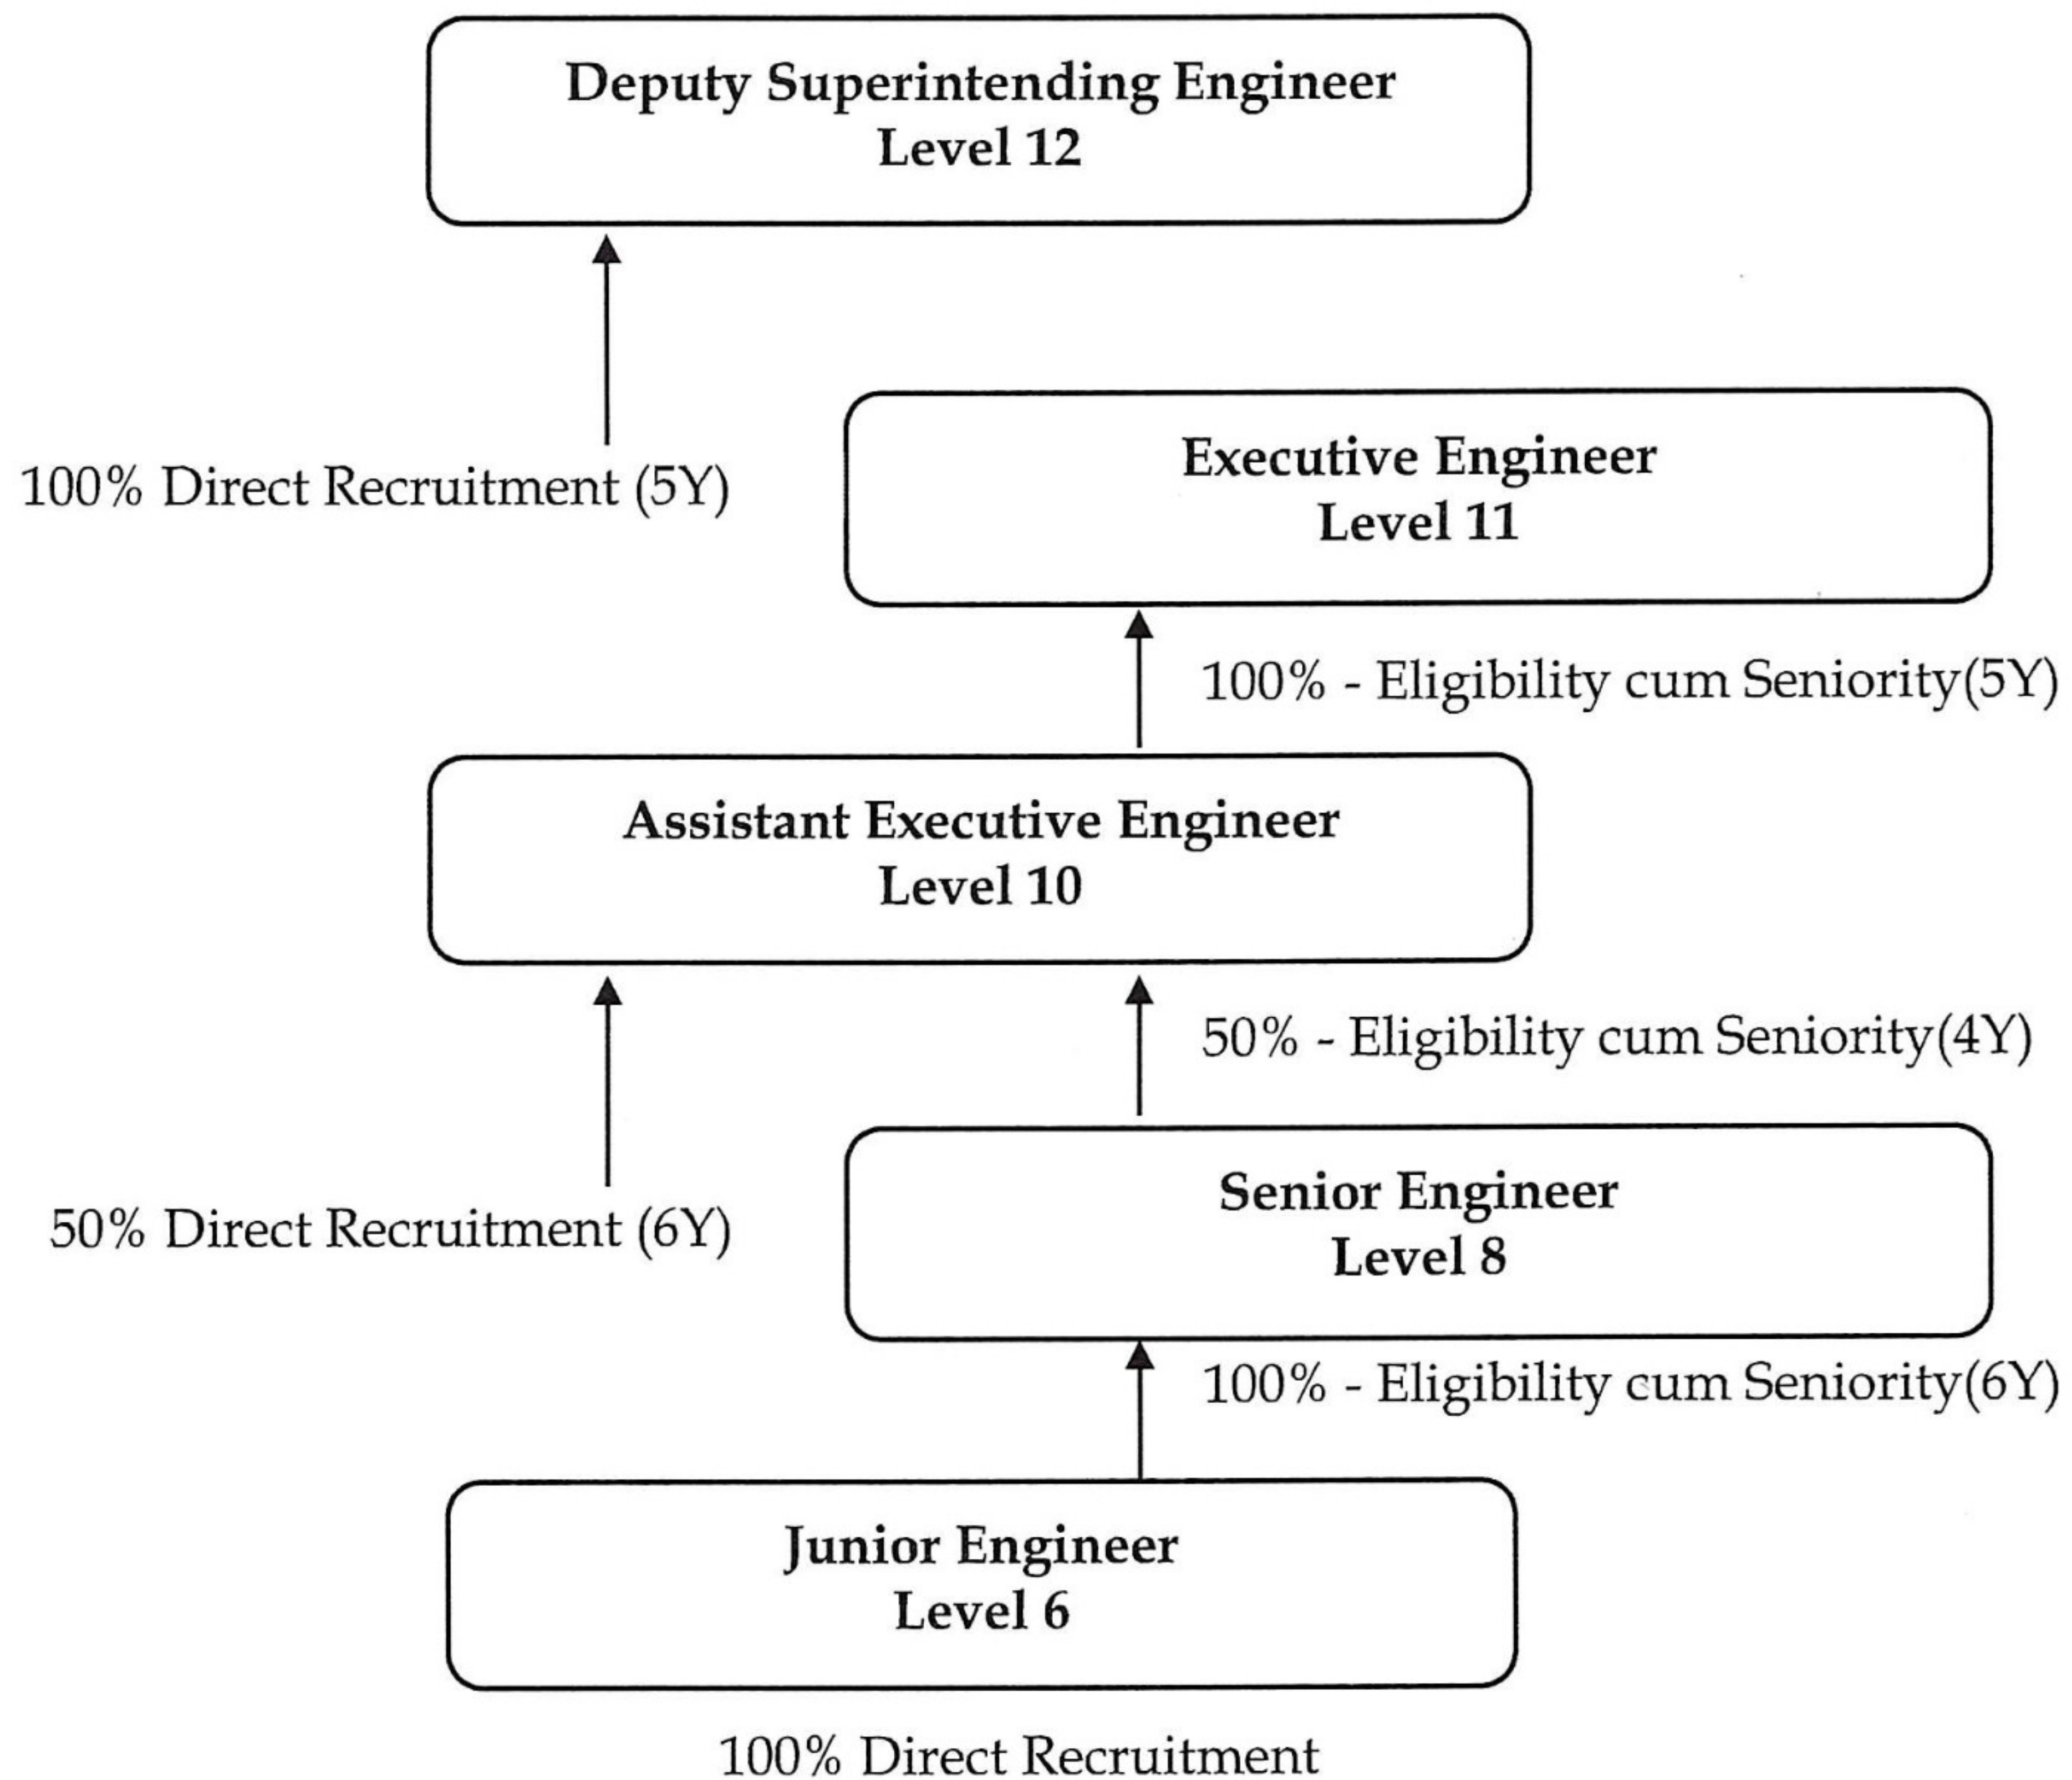 Deputy Superintending Engineer
Level 12
100% Direct Recruitment (5Y)
Executive Engineer
Level 11
100% - Eligibility cum Seniority(5Y)
Assistant Executive Engineer
Level 10
50% - Eligibility cum Seniority(4Y)
50% Direct Recruitment (6Y)
Senior Engineer
Level 8
100% - Eligibility cum Seniority(6Y)
Junior Engineer
Level 6
100% Direct Recruitment